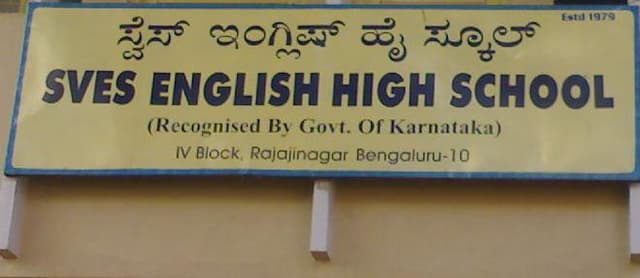 Estd 1979
ಸ್ವೆಸ್ ಇಂಗ್ಲಿಷ್ ಹೈ ಸ್ಕೂಲ್
SVES ENGLISH HIGH SCHOOL
(Recognised By Govt. Of Karnataka)
IV Block, Rajajinagar Bengaluru-10